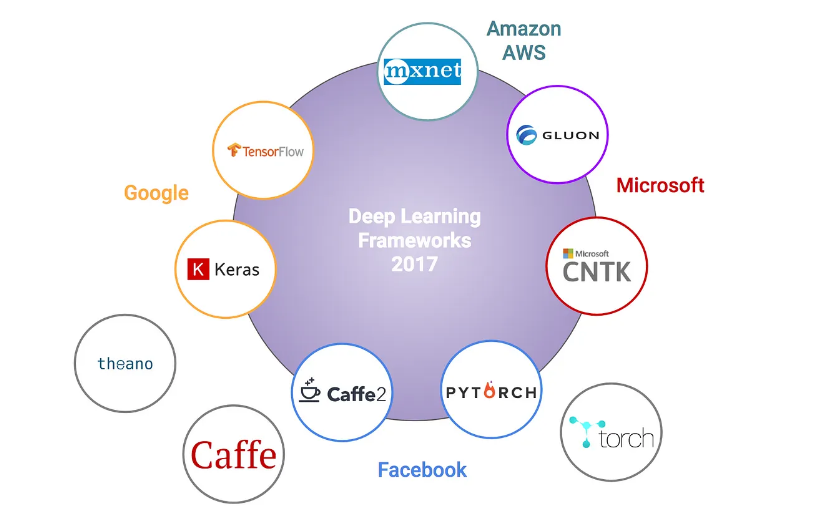 Amazon
AWS
mxnet
GLUON
TensorFlow
Google
Microsoft
Deep Learning
Frameworks
2017
Keras
K
Microsoft
CNTK
theano
Caffe2
PYTORCH
Caffe
torch
Facebook